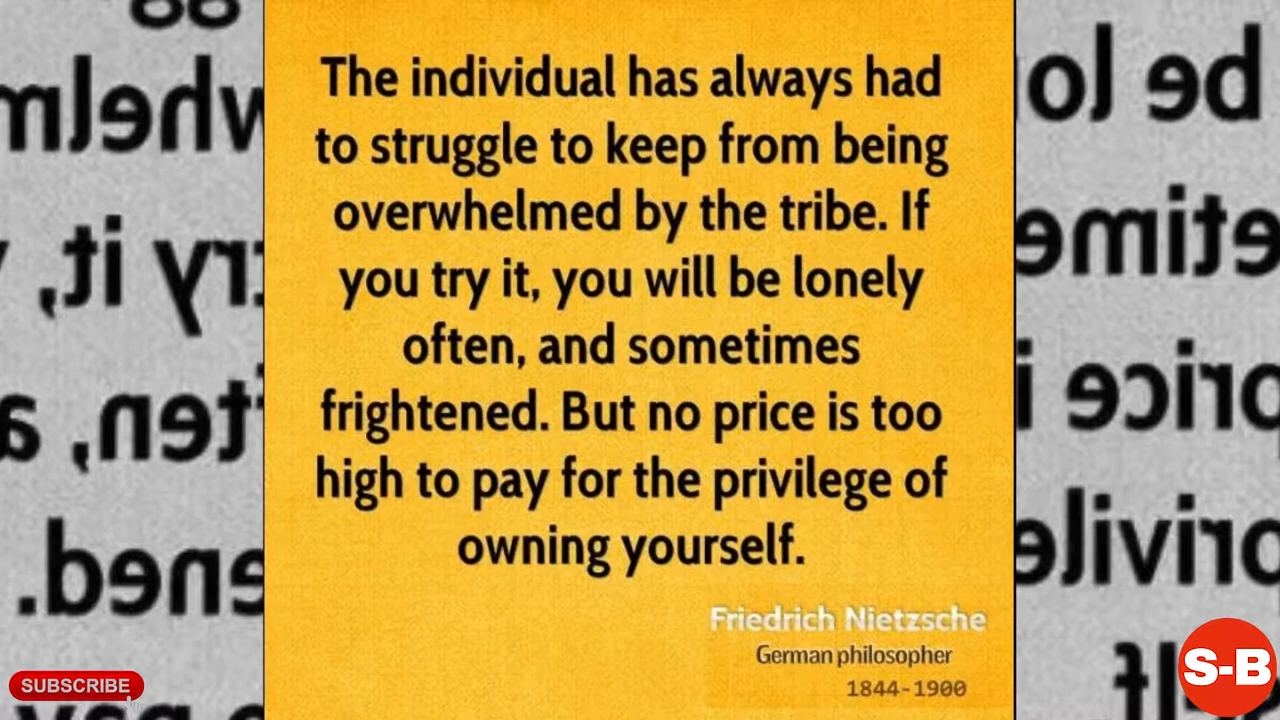 The individual has always had
to struggle to keep from being
overwhelmed by the tribe. If
you try it, you will be lonely
often, and sometimes
frightened. But no price is too
high to pay for the privilege of
owning yourself.
Friedrich Nietzsche
German philosopher
1844-1900
SUBSCRIBE
S-B